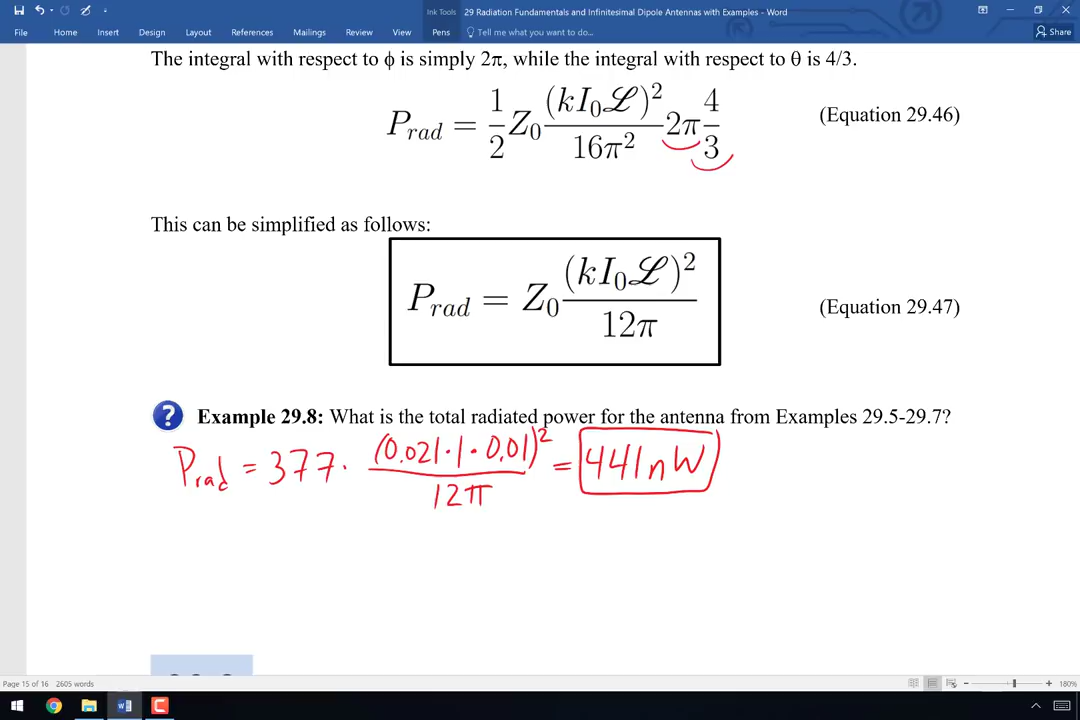 Ink Tools
29 Radiation Fundamentals and Infinitesimal Dipole Antennas with Examples - Word
File Home Insert Draw Design Layout References Mailings Review View Pens Tell me what you want to do... Share
The integral with respect to ϕ is simply 2π, while the integral with respect to θ is 4/3.
P_rad = 1/2 Z_0 (kI_0ℒ)^2 / 16π^2 2π 4/3 (Equation 29.46)
This can be simplified as follows:
P_rad = Z_0 (kI_0ℒ)^2 / 12π (Equation 29.47)
? Example 29.8: What is the total radiated power for the antenna from Examples 29.5-29.7?
P_rad = 377 · (0.021 · 1 · 0.01)^2 / 12π = 441 nW
Page 15 of 16 2605 words 180%